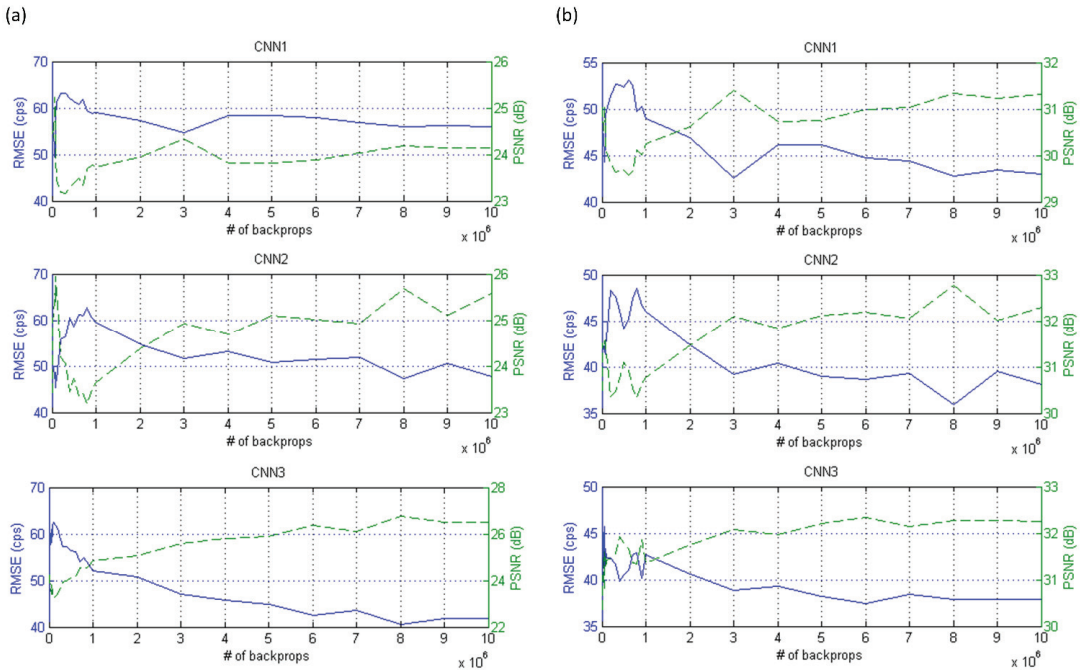 (a)
CNN1
RMSE (cps)
70
60
50
40
PSNR (dB)
26
25
24
23
0 1 2 3 4 5 6 7 8 9 10
# of backprops
x 10^6
CNN2
RMSE (cps)
70
60
50
40
PSNR (dB)
26
25
24
23
0 1 2 3 4 5 6 7 8 9 10
# of backprops
x 10^6
CNN3
RMSE (cps)
70
60
50
40
PSNR (dB)
28
26
24
22
0 1 2 3 4 5 6 7 8 9 10
# of backprops
x 10^6
(b)
CNN1
RMSE (cps)
55
50
45
40
PSNR (dB)
32
31
30
29
0 1 2 3 4 5 6 7 8 9 10
# of backprops
x 10^6
CNN2
RMSE (cps)
50
45
40
35
PSNR (dB)
33
32
31
30
0 1 2 3 4 5 6 7 8 9 10
# of backprops
x 10^6
CNN3
RMSE (cps)
50
45
40
35
PSNR (dB)
33
32
31
30
0 1 2 3 4 5 6 7 8 9 10
# of backprops
x 10^6